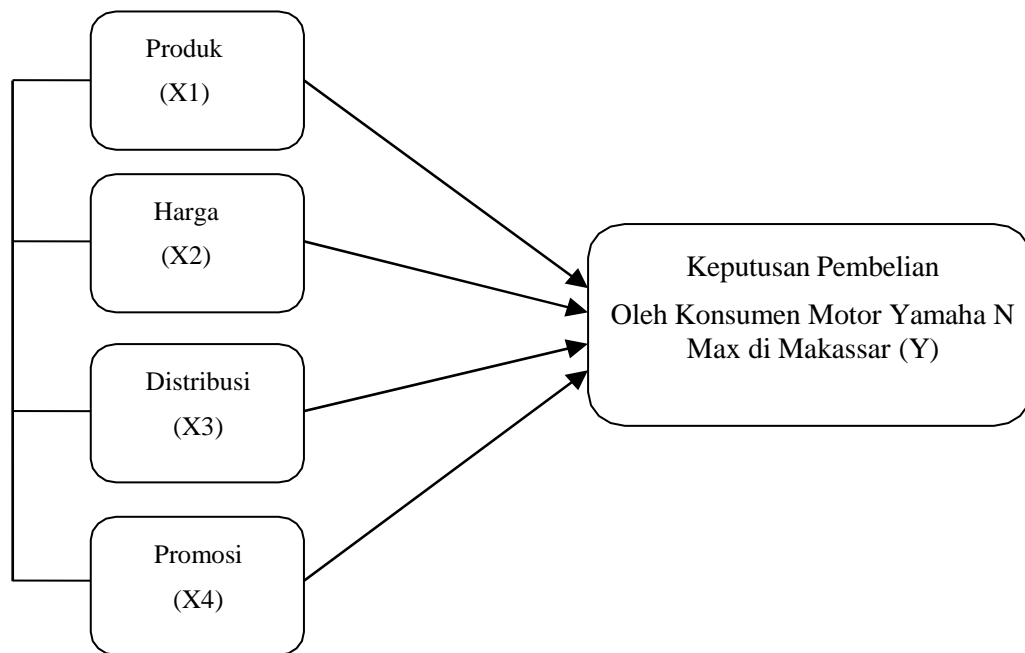 Produk
(X1)
Harga
(X2)
Distribusi
(X3)
Promosi
(X4)
Keputusan Pembelian
Oleh Konsumen Motor Yamaha N
Max di Makassar (Y)